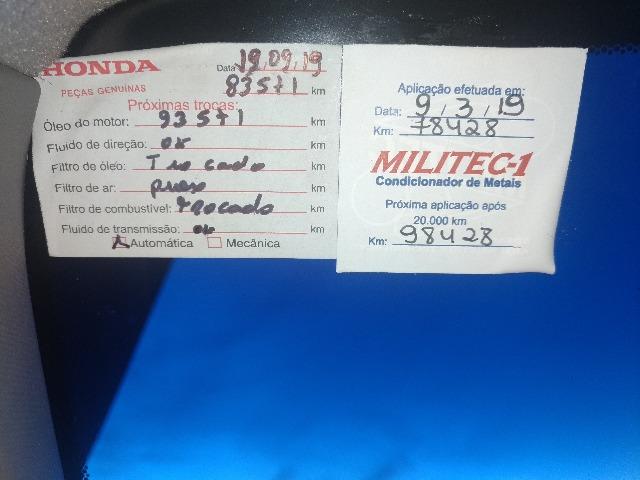 HONDA
PEÇAS GENUÍNAS
Data 19,09,19
83571 km
Próximas trocas:
Óleo do motor: 93571 km
Fluido de direção: ok km
Filtro de óleo: Trocado km
Filtro de ar: km
Filtro de combustível: trocado km
Fluido de transmissão: ok km
Automática Mecânica
Aplicação efetuada em:
Data: 9, 3, 19
Km: 78428
MILITEC-1
Condicionador de Metais
Próxima aplicação após
20.000 km
Km: 98428